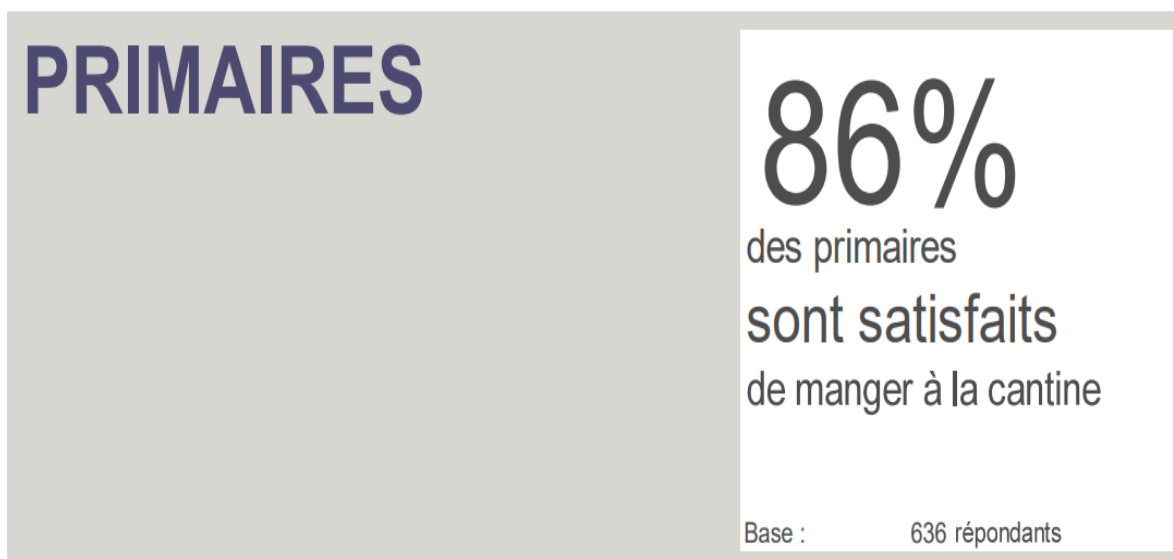 PRIMAIRES
86%
des primaires
sont satisfaits
de manger à la cantine
Base : 636 répondants